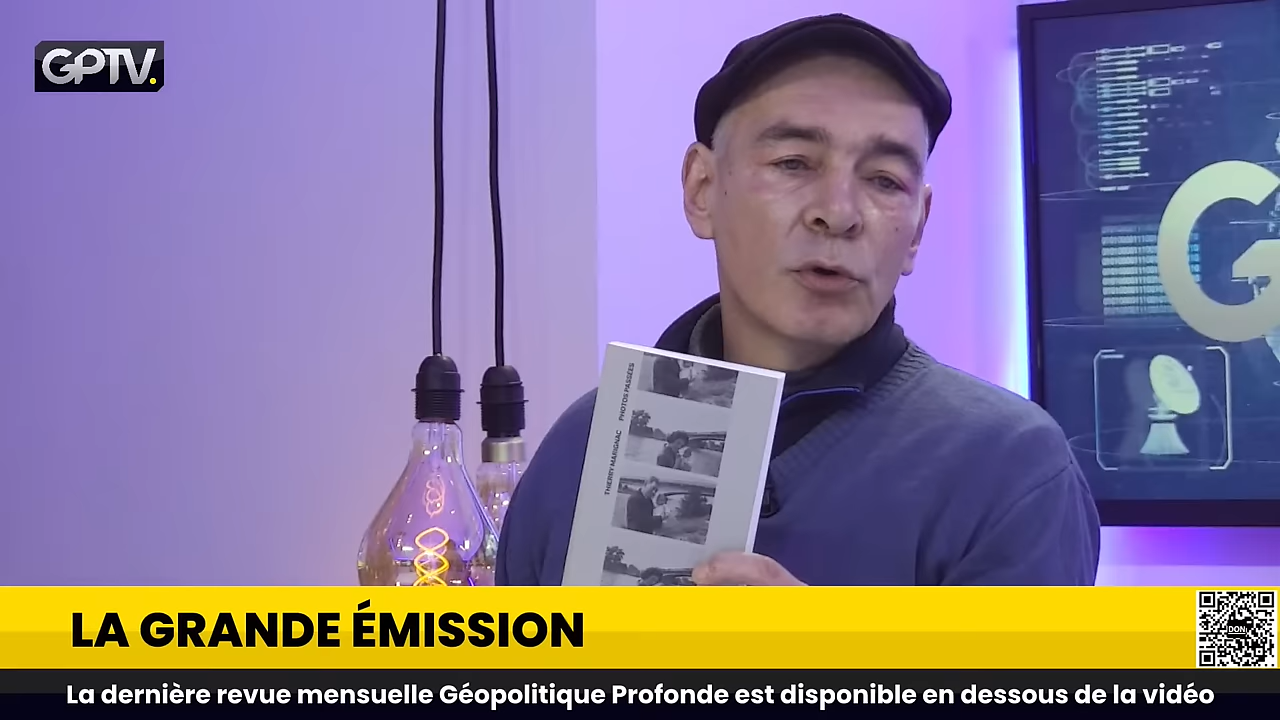 GPTV.
G
PHOTOS PASSÉES
THIERRY MARIGNAC
LA GRANDE ÉMISSION
DON
La dernière revue mensuelle Géopolitique Profonde est disponible en dessous de la vidéo